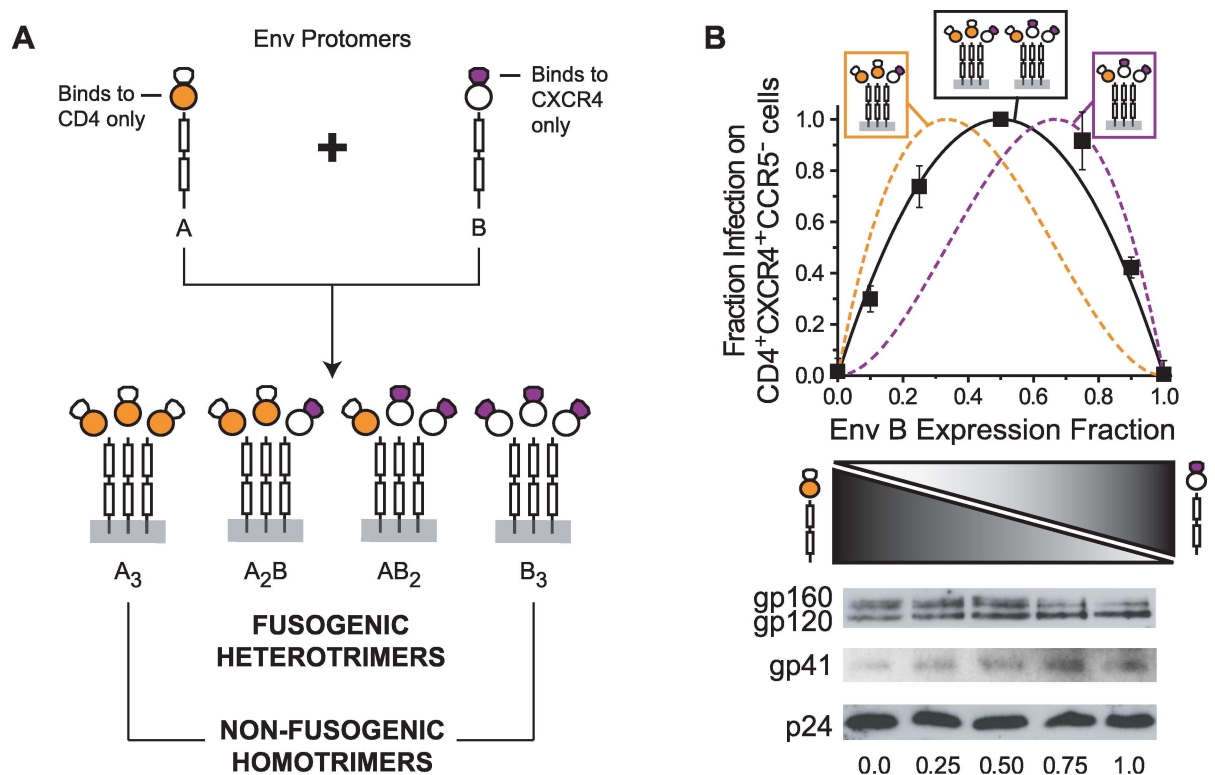 A
Env Protomers
Binds to
CD4 only
Binds to
CXCR4
only
A
B
A3
A2B
AB2
B3
FUSOGENIC
HETEROTRIMERS
NON-FUSOGENIC
HOMOTRIMERS
B
Fraction Infection on
CD4+CXCR4+CCR5- cells
1.0
0.8
0.6
0.4
0.2
0.0
0.0 0.2 0.4 0.6 0.8 1.0
Env B Expression Fraction
gp160
gp120
gp41
p24
0.0 0.25 0.50 0.75 1.0